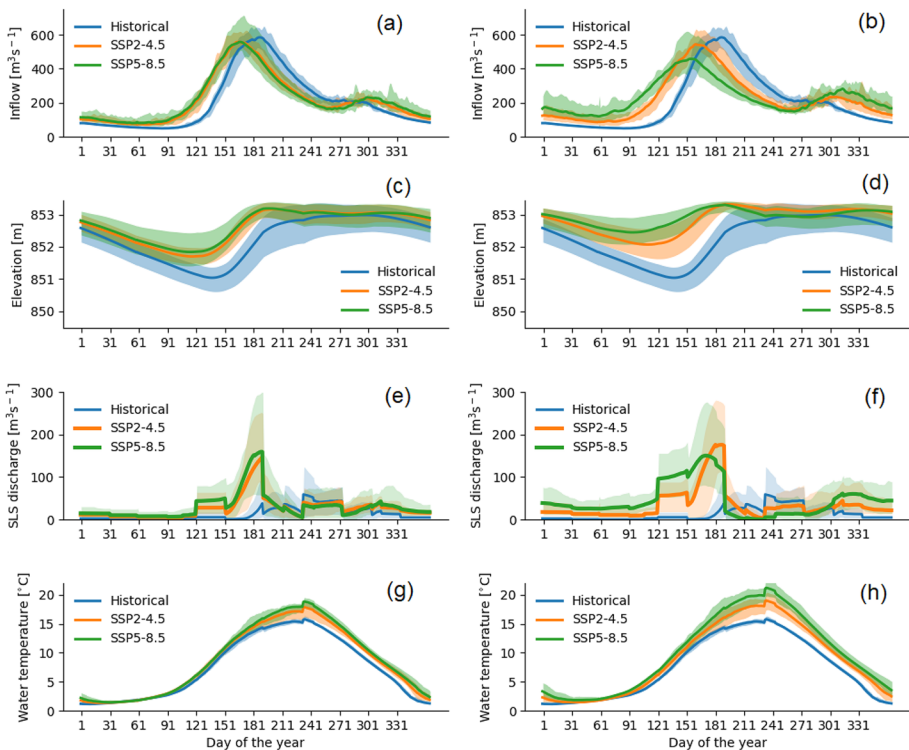 (a)
Historical
SSP2-4.5
SSP5-8.5
Inflow [m³s⁻¹]
600
400
200
0
1 31 61 91 121 151 181 211 241 271 301 331
(b)
Historical
SSP2-4.5
SSP5-8.5
Inflow [m³s⁻¹]
600
400
200
0
1 31 61 91 121 151 181 211 241 271 301 331
(c)
Elevation [m]
853
852
851
850
Historical
SSP2-4.5
SSP5-8.5
1 31 61 91 121 151 181 211 241 271 301 331
(d)
Elevation [m]
853
852
851
850
Historical
SSP2-4.5
SSP5-8.5
1 31 61 91 121 151 181 211 241 271 301 331
(e)
Historical
SSP2-4.5
SSP5-8.5
SLS discharge [m³s⁻¹]
300
200
100
0
1 31 61 91 121 151 181 211 241 271 301 331
(f)
Historical
SSP2-4.5
SSP5-8.5
SLS discharge [m³s⁻¹]
300
200
100
0
1 31 61 91 121 151 181 211 241 271 301 331
(g)
Historical
SSP2-4.5
SSP5-8.5
Water temperature [°C]
20
15
10
5
0
1 31 61 91 121 151 181 211 241 271 301 331
Day of the year
(h)
Historical
SSP2-4.5
SSP5-8.5
Water temperature [°C]
20
15
10
5
0
1 31 61 91 121 151 181 211 241 271 301 331
Day of the year